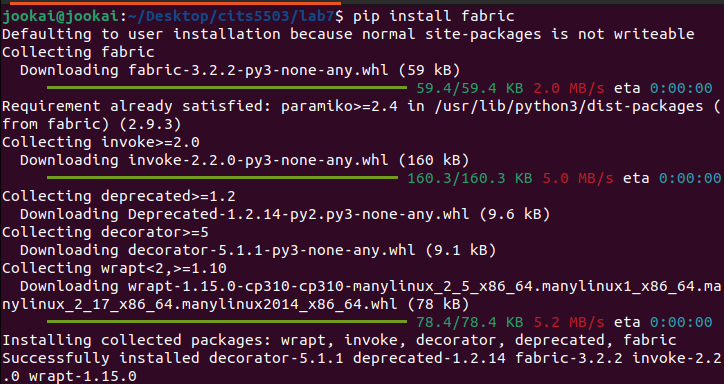 jookai@jookai:~/Desktop/cits5503/lab7$ pip install fabric
Defaulting to user installation because normal site-packages is not writeable
Collecting fabric
  Downloading fabric-3.2.2-py3-none-any.whl (59 kB)
     59.4/59.4 KB 2.0 MB/s eta 0:00:00
Requirement already satisfied: paramiko>=2.4 in /usr/lib/python3/dist-packages (
from fabric) (2.9.3)
Collecting invoke>=2.0
  Downloading invoke-2.2.0-py3-none-any.whl (160 kB)
     160.3/160.3 KB 5.0 MB/s eta 0:00:00
Collecting deprecated>=1.2
  Downloading Deprecated-1.2.14-py2.py3-none-any.whl (9.6 kB)
Collecting decorator>=5
  Downloading decorator-5.1.1-py3-none-any.whl (9.1 kB)
Collecting wrapt<2,>=1.10
  Downloading wrapt-1.15.0-cp310-cp310-manylinux_2_5_x86_64.manylinux1_x86_64.ma
nylinux_2_17_x86_64.manylinux2014_x86_64.whl (78 kB)
     78.4/78.4 KB 5.2 MB/s eta 0:00:00
Installing collected packages: wrapt, invoke, decorator, deprecated, fabric
Successfully installed decorator-5.1.1 deprecated-1.2.14 fabric-3.2.2 invoke-2.2
.0 wrapt-1.15.0